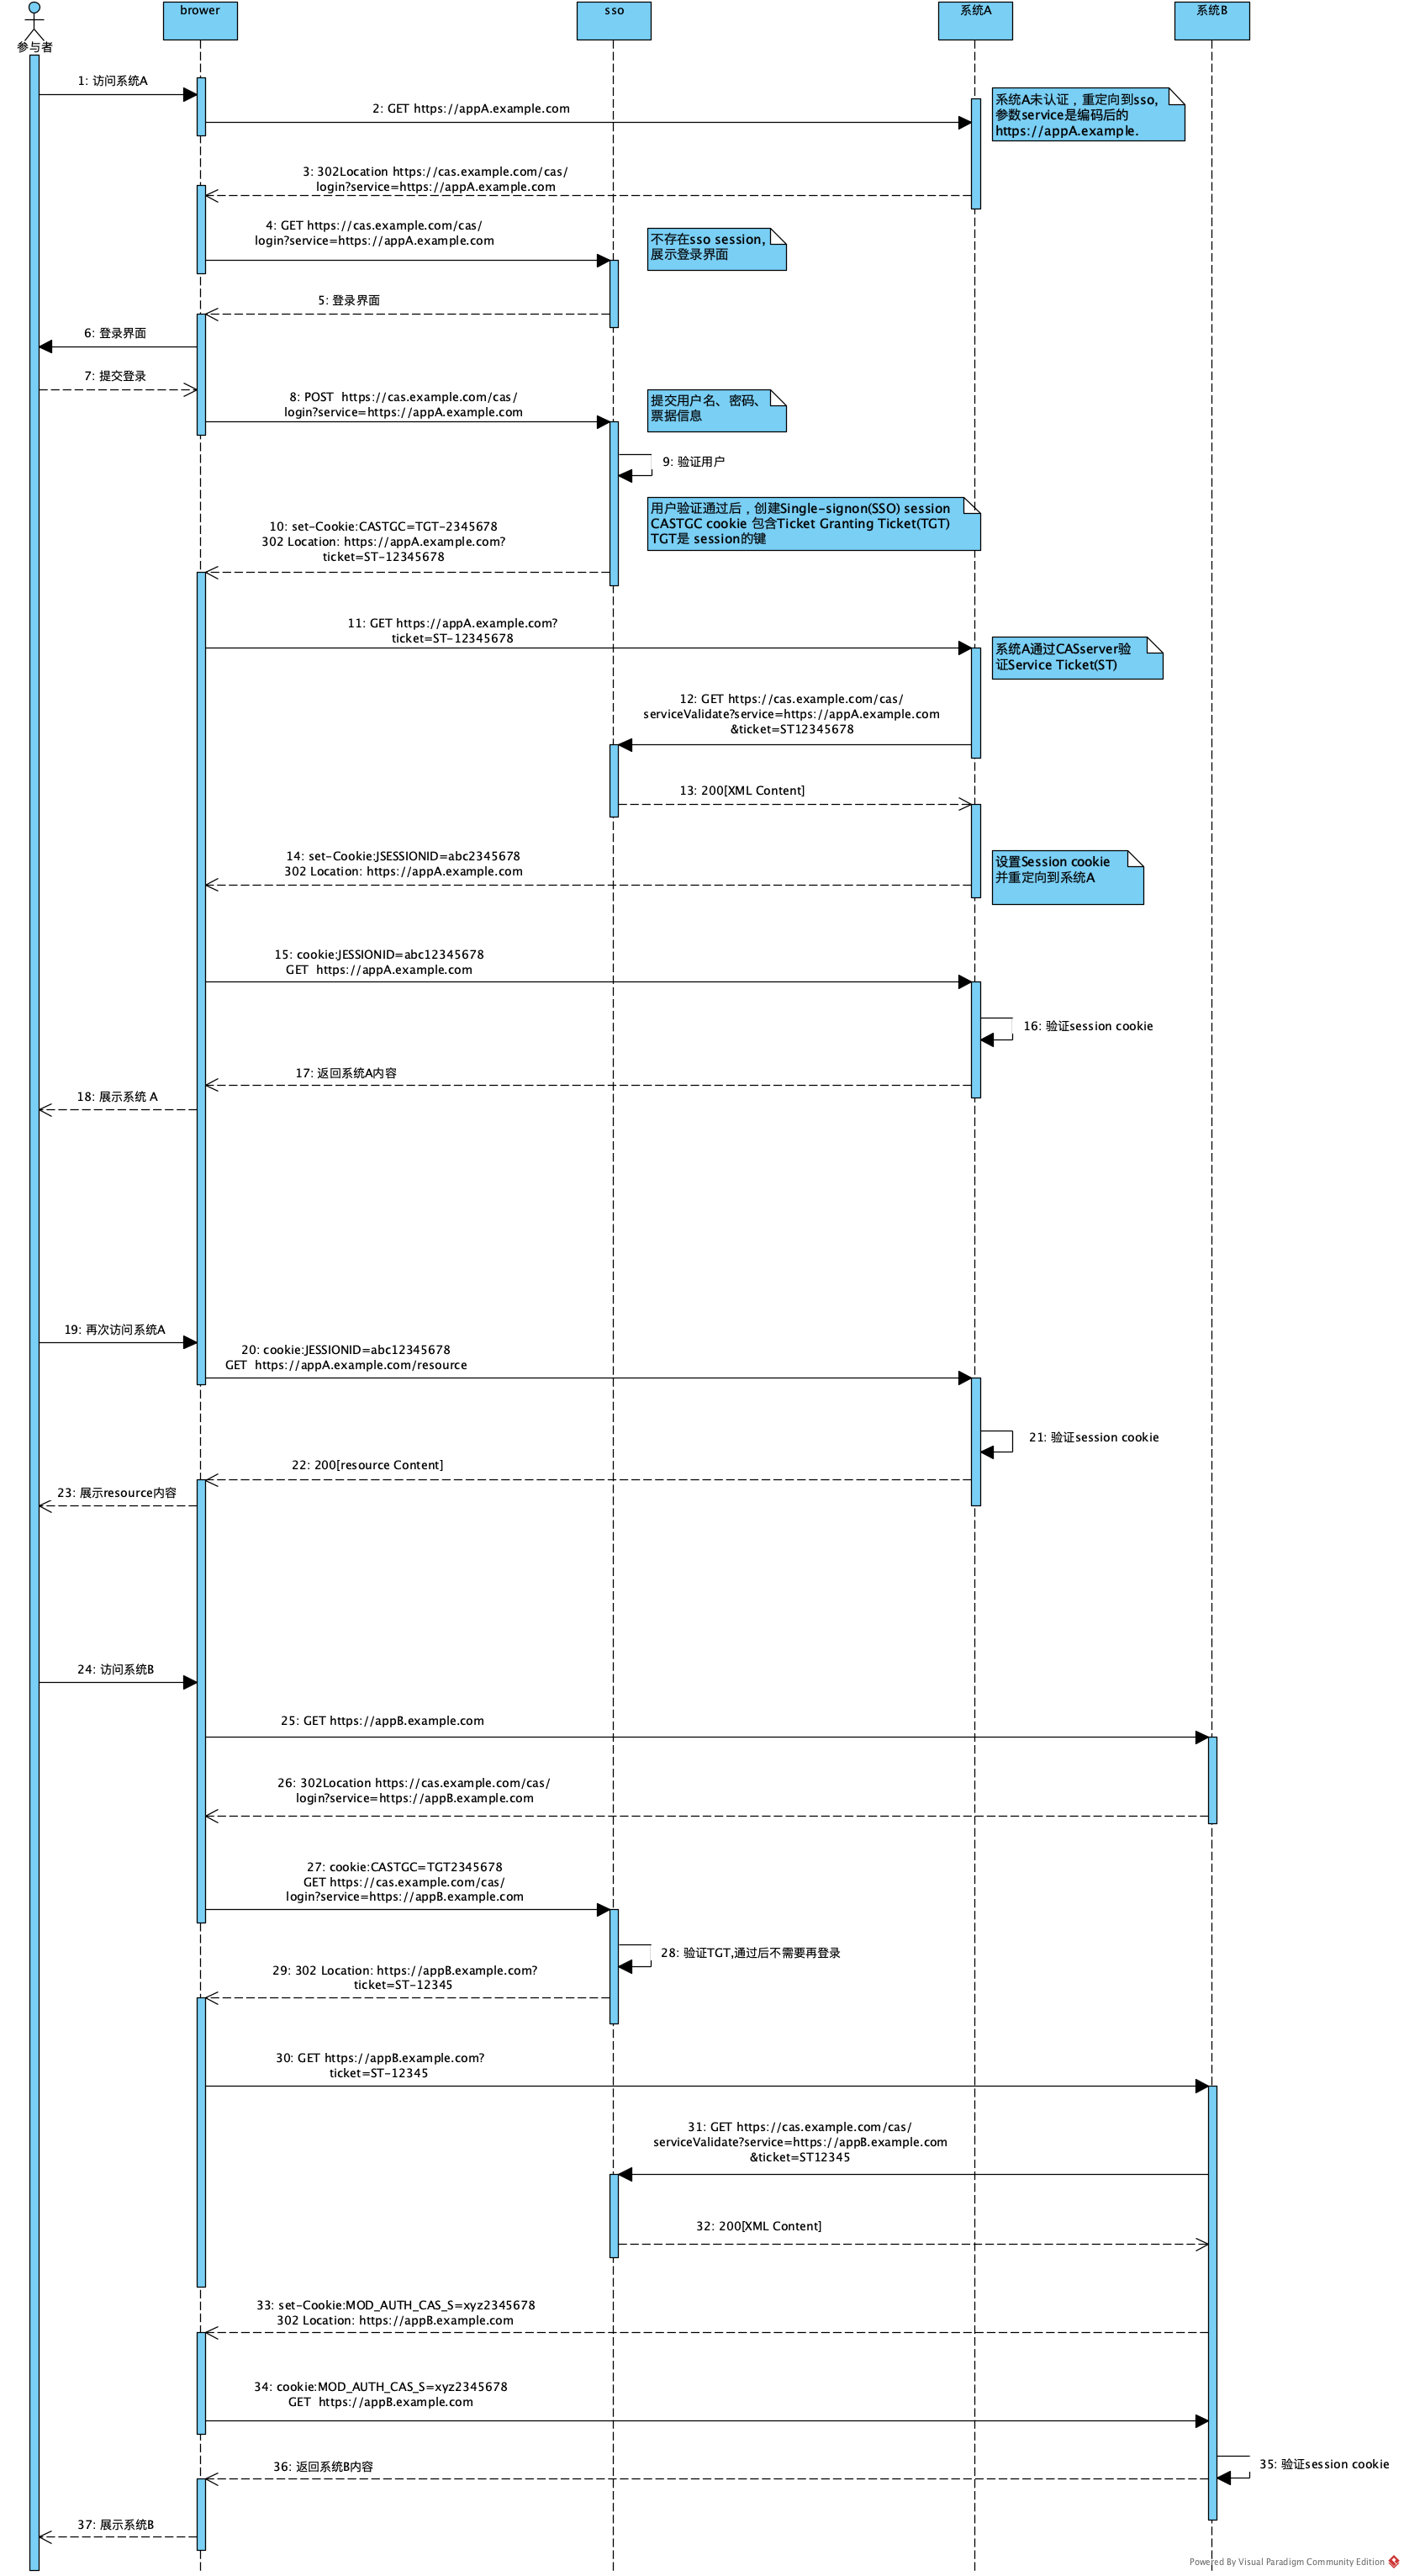 brower
sso
系统A
系统B
参与者
1: 访问系统A
2: GET https://appA.example.com
系统A未认证，重定向到sso,
参数service是编码后的
https://appA.example.
3: 302Location https://cas.example.com/cas/
login?service=https://appA.example.com
4: GET https://cas.example.com/cas/
login?service=https://appA.example.com
不存在sso session,
展示登录界面
5: 登录界面
6: 登录界面
7: 提交登录
8: POST  https://cas.example.com/cas/
login?service=https://appA.example.com
提交用户名、密码、
票据信息
9: 验证用户
用户验证通过后，创建Single-signon(SSO) session
CASTGC cookie 包含Ticket Granting Ticket(TGT)
TGT是 session的键
10: set-Cookie:CASTGC=TGT-2345678
302 Location: https://appA.example.com?
ticket=ST-12345678
11: GET https://appA.example.com?
ticket=ST-12345678
系统A通过CASserver验
证Service Ticket(ST)
12: GET https://cas.example.com/cas/
serviceValidate?service=https://appA.example.com
&ticket=ST12345678
13: 200[XML Content]
14: set-Cookie:JSESSIONID=abc2345678
302 Location: https://appA.example.com
设置Session cookie
并重定向到系统A
15: cookie:JESSIONID=abc12345678
GET  https://appA.example.com
16: 验证session cookie
17: 返回系统A内容
18: 展示系统 A
19: 再次访问系统A
20: cookie:JESSIONID=abc12345678
GET  https://appA.example.com/resource
21: 验证session cookie
22: 200[resource Content]
23: 展示resource内容
24: 访问系统B
25: GET https://appB.example.com
26: 302Location https://cas.example.com/cas/
login?service=https://appB.example.com
27: cookie:CASTGC=TGT2345678
GET https://cas.example.com/cas/
login?service=https://appB.example.com
28: 验证TGT,通过后不需要再登录
29: 302 Location: https://appB.example.com?
ticket=ST-12345
30: GET https://appB.example.com?
ticket=ST-12345
31: GET https://cas.example.com/cas/
serviceValidate?service=https://appB.example.com
&ticket=ST12345
32: 200[XML Content]
33: set-Cookie:MOD_AUTH_CAS_S=xyz2345678
302 Location: https://appB.example.com
34: cookie:MOD_AUTH_CAS_S=xyz2345678
GET  https://appB.example.com
35: 验证session cookie
36: 返回系统B内容
37: 展示系统B
Powered By Visual Paradigm Community Edition